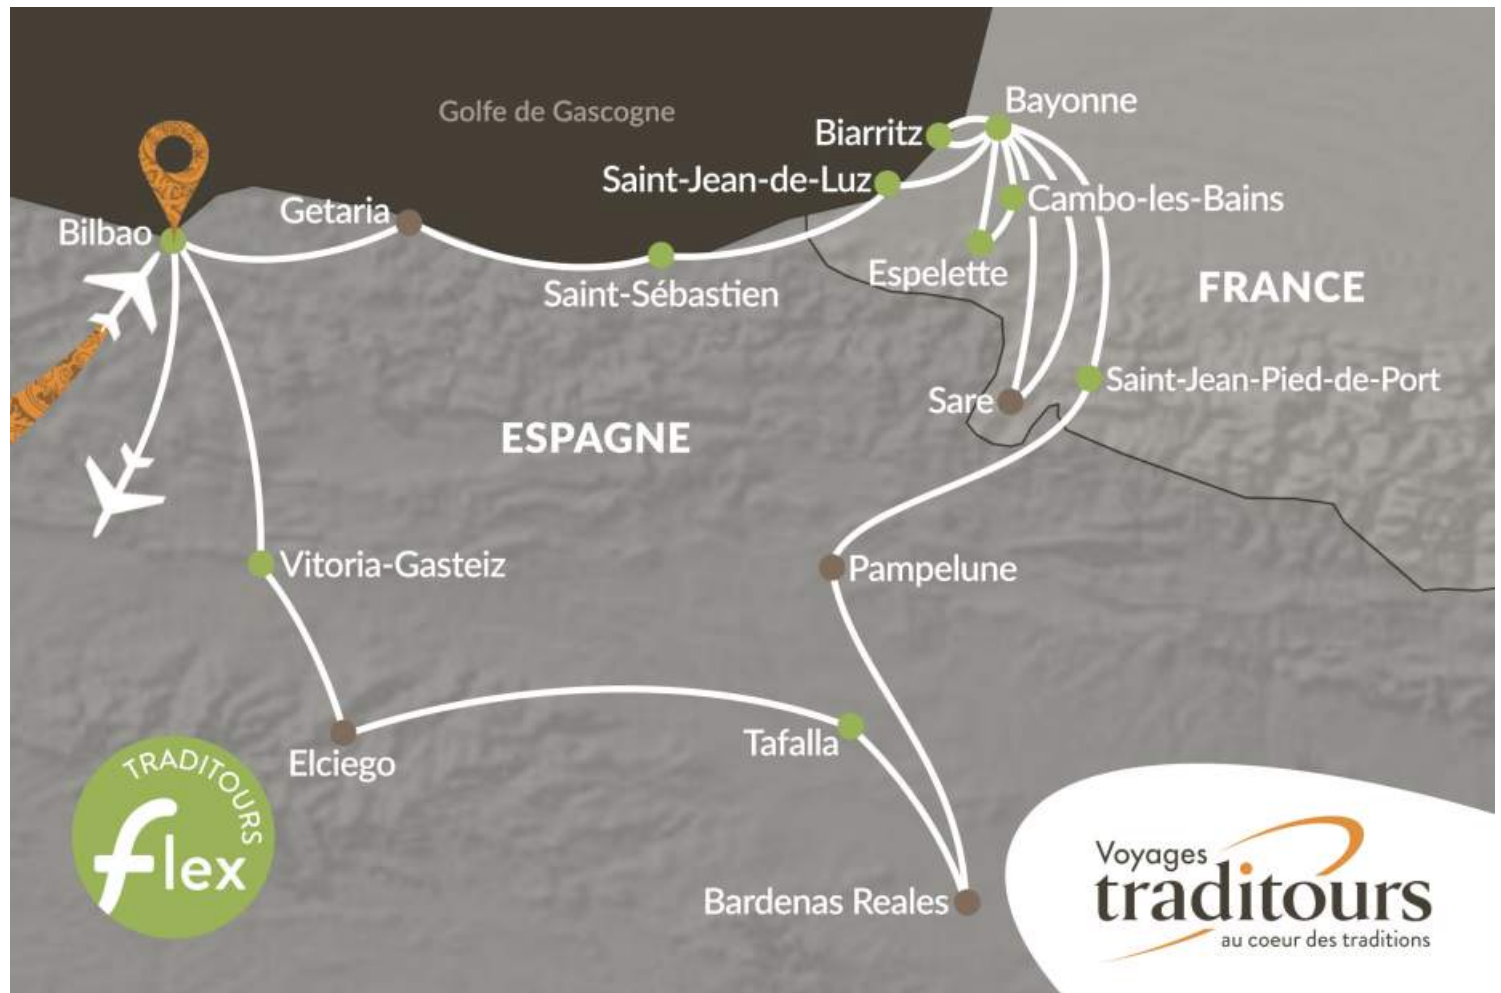 Golfe de Gascogne
Bayonne
Biarritz
Saint-Jean-de-Luz
Cambo-les-Bains
Getaria
Bilbao
Espelette
FRANCE
Saint-Sébastien
Saint-Jean-Pied-de-Port
Sare
ESPAGNE
Vitoria-Gasteiz
Pampelune
Tafalla
Elciego
TRADITOURS
flex
Bardenas Reales
Voyages
traditours
au coeur des traditions